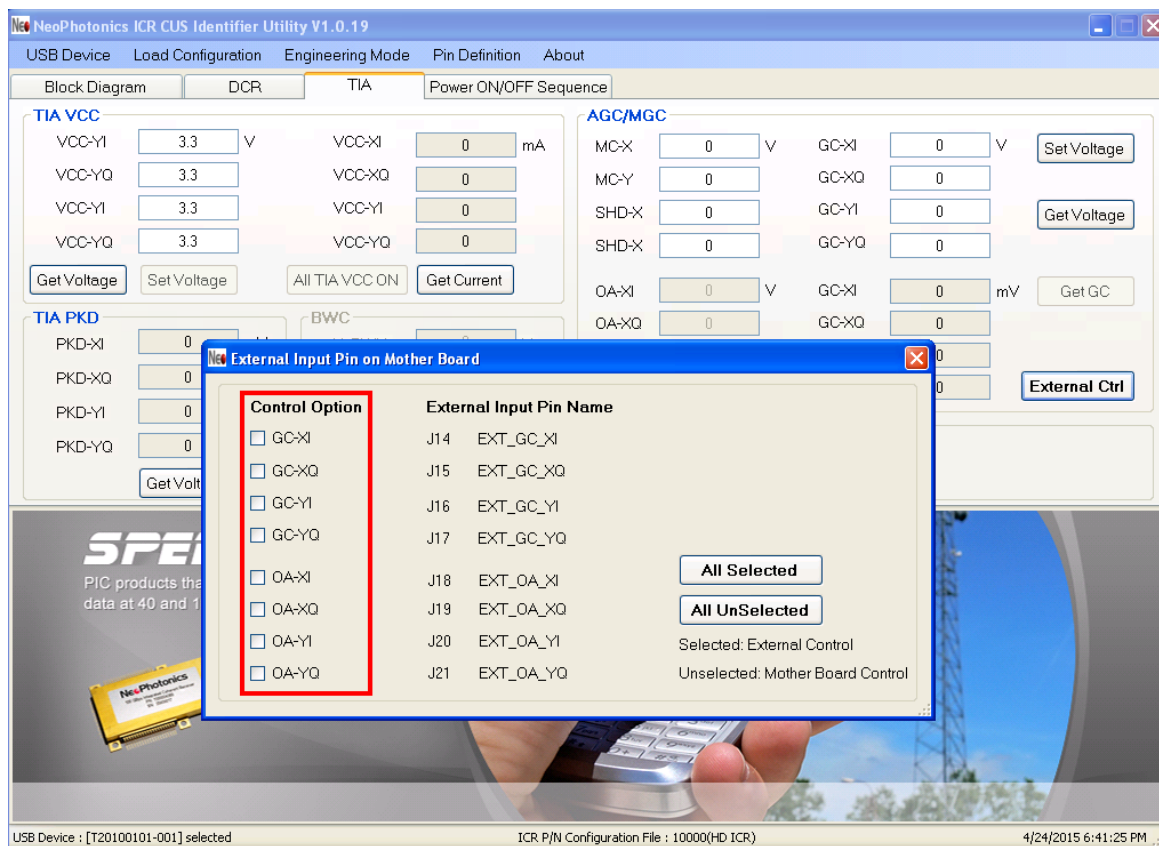 NeoPhotonics ICR CUS Identifier Utility V1.0.19
USB Device Load Configuration Engineering Mode Pin Definition About
Block Diagram DCR TIA Power ON/OFF Sequence
TIA VCC
VCC-YI 3.3 V VCC-XI 0 mA
VCC-YQ 3.3 VCC-XQ 0
VCC-YI 3.3 VCC-YI 0
VCC-YQ 3.3 VCC-YQ 0
Get Voltage Set Voltage All TIA VCC ON Get Current
AGC/MGC
MC-X 0 V GC-XI 0 V Set Voltage
MC-Y 0 GC-XQ 0
SHD-X 0 GC-YI 0 Get Voltage
SHD-X 0 GC-YQ 0
OA-XI 0 V GC-XI 0 mV Get GC
OA-XQ 0 GC-XQ 0
0
0 External Ctrl
TIA PKD
PKD-XI 0
PKD-XQ 0
PKD-YI 0
PKD-YQ 0
Get Volt
BWC
External Input Pin on Mother Board
Control Option External Input Pin Name
GC-XI J14 EXT_GC_XI
GC-XQ J15 EXT_GC_XQ
GC-YI J16 EXT_GC_YI
GC-YQ J17 EXT_GC_YQ
OA-XI J18 EXT_OA_XI
OA-XQ J19 EXT_OA_XQ
OA-YI J20 EXT_OA_YI
OA-YQ J21 EXT_OA_YQ
All Selected
All UnSelected
Selected: External Control
Unselected: Mother Board Control
SPE
PIC products tha
data at 40 and 1
NeoPhotonics
USB Device : [T20100101-001] selected ICR P/N Configuration File : 10000(HD ICR) 4/24/2015 6:41:25 PM